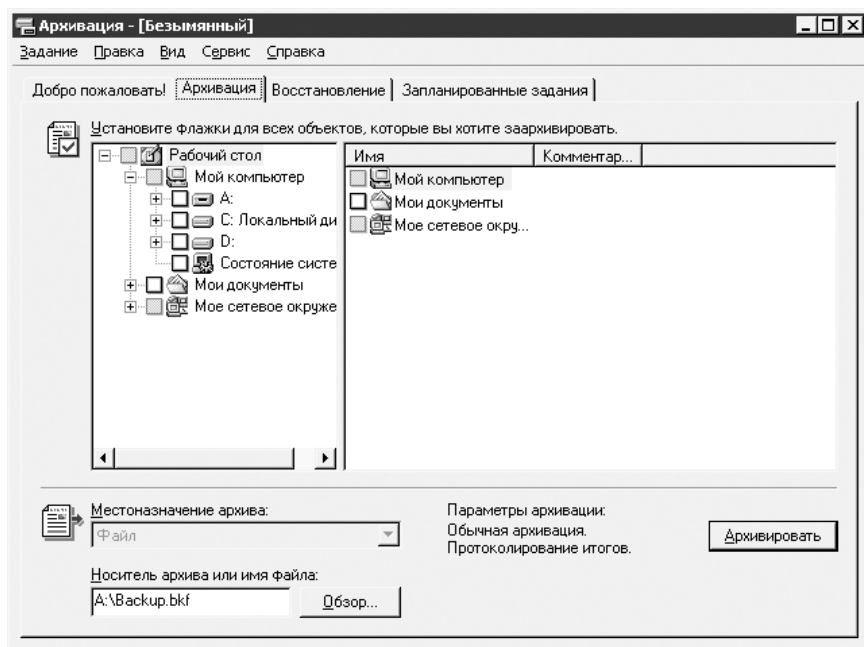 Архивация - [Безымянный]
Задание Правка Вид Сервис Справка
Добро пожаловать! Архивация Восстановление Запланированные задания
Установите флажки для всех объектов, которые вы хотите заархивировать.
Рабочий стол
Мой компьютер
A:
C: Локальный ди
D:
Состояние систе
Мои документы
Мое сетевое окруже
Имя Комментар...
Мой компьютер
Мои документы
Мое сетевое окру...
Местоназначение архива:
Файл
Носитель архива или имя файла:
A:\Backup.bkf Обзор...
Параметры архивации:
Обычная архивация.
Протоколирование итогов.
Архивировать